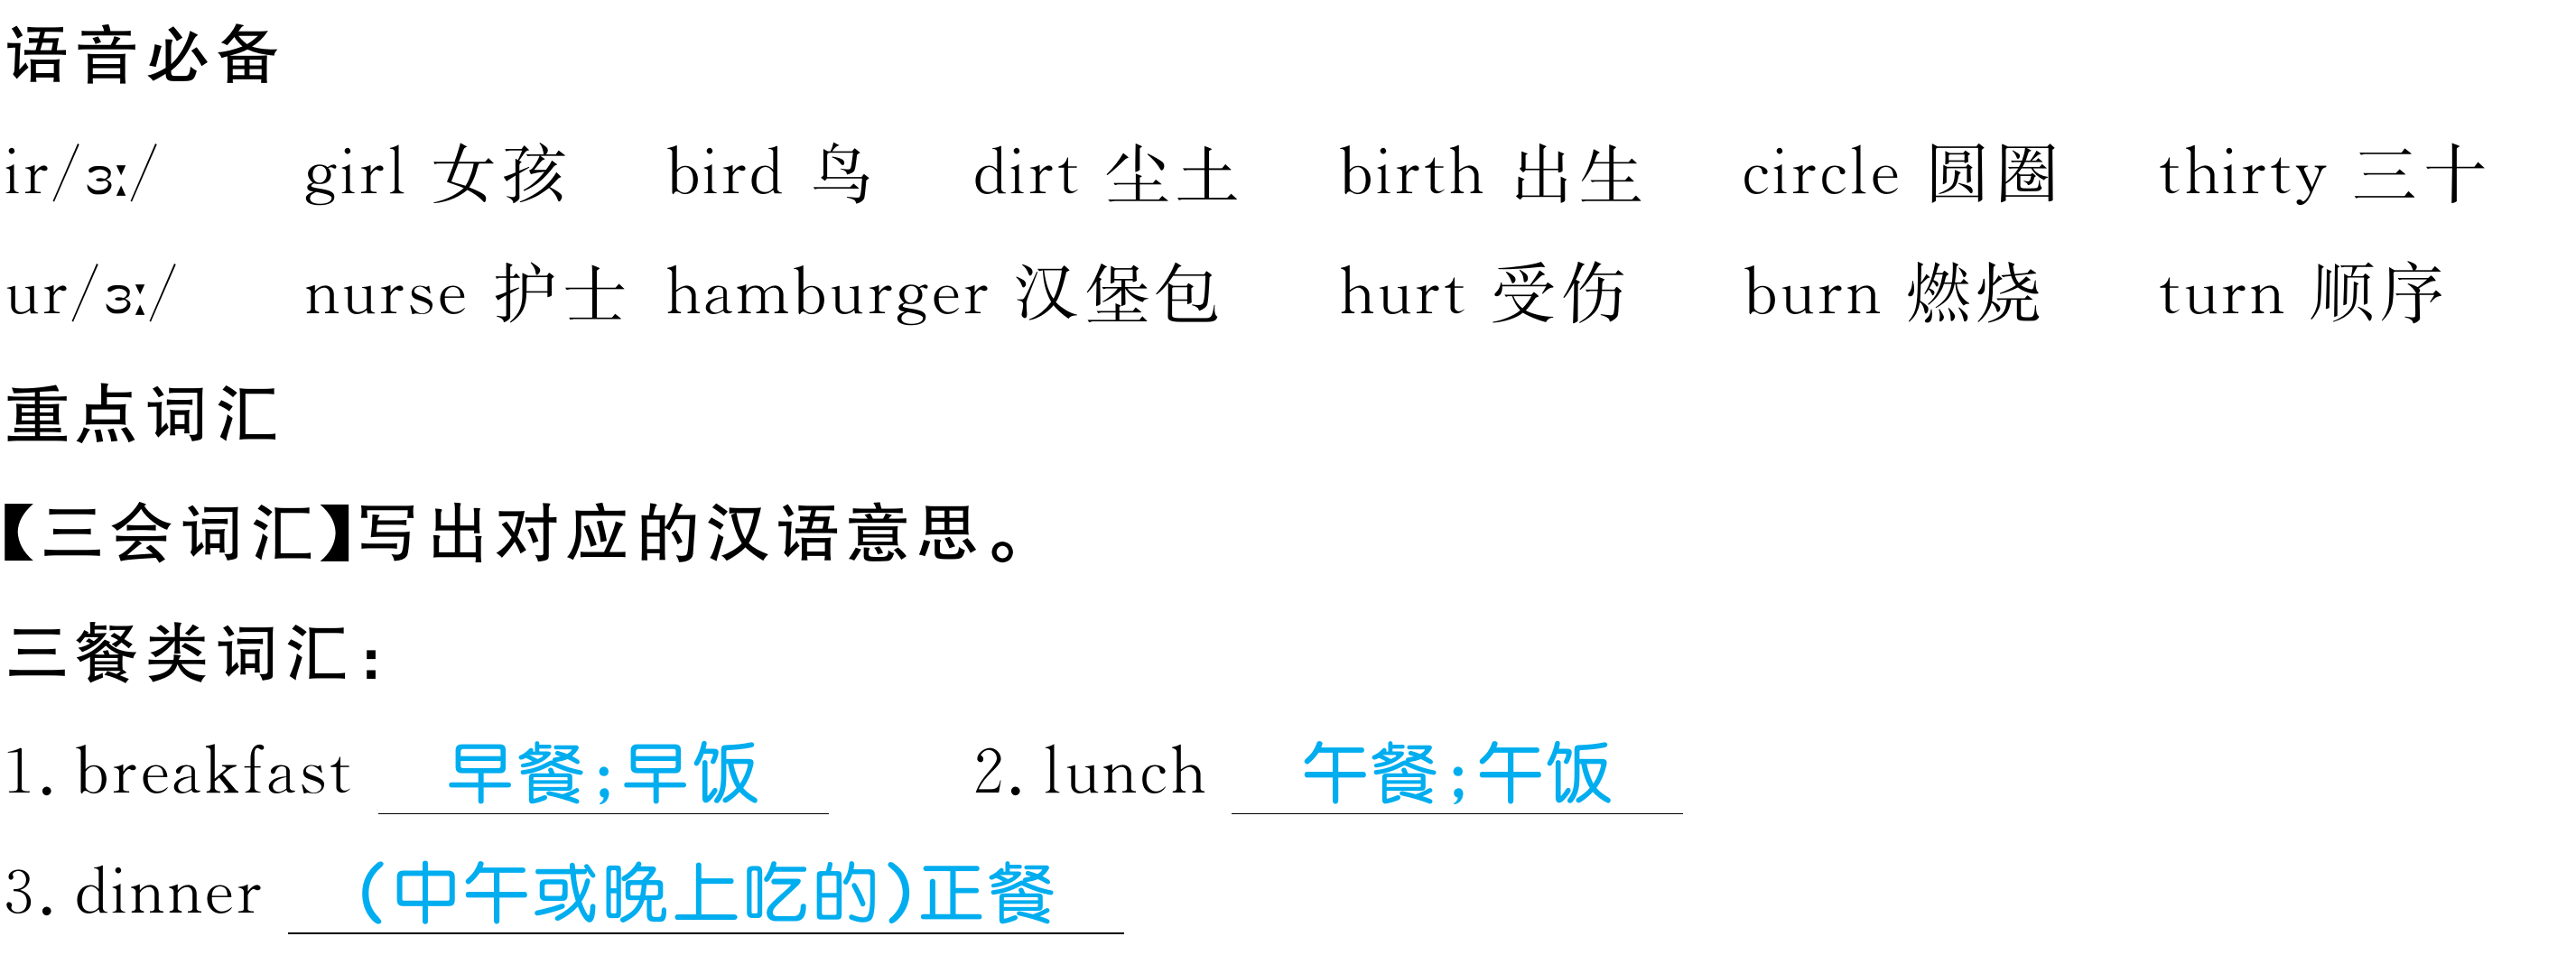 语音必备
ir/ɜː/ girl 女孩 bird 鸟 dirt 尘土 birth 出生 circle 圆圈 thirty 三十
ur/ɜː/ nurse 护士 hamburger 汉堡包 hurt 受伤 burn 燃烧 turn 顺序
重点词汇
【三会词汇】写出对应的汉语意思。
三餐类词汇：
1. breakfast 早餐；早饭 2. lunch 午餐；午饭
3. dinner （中午或晚上吃的）正餐